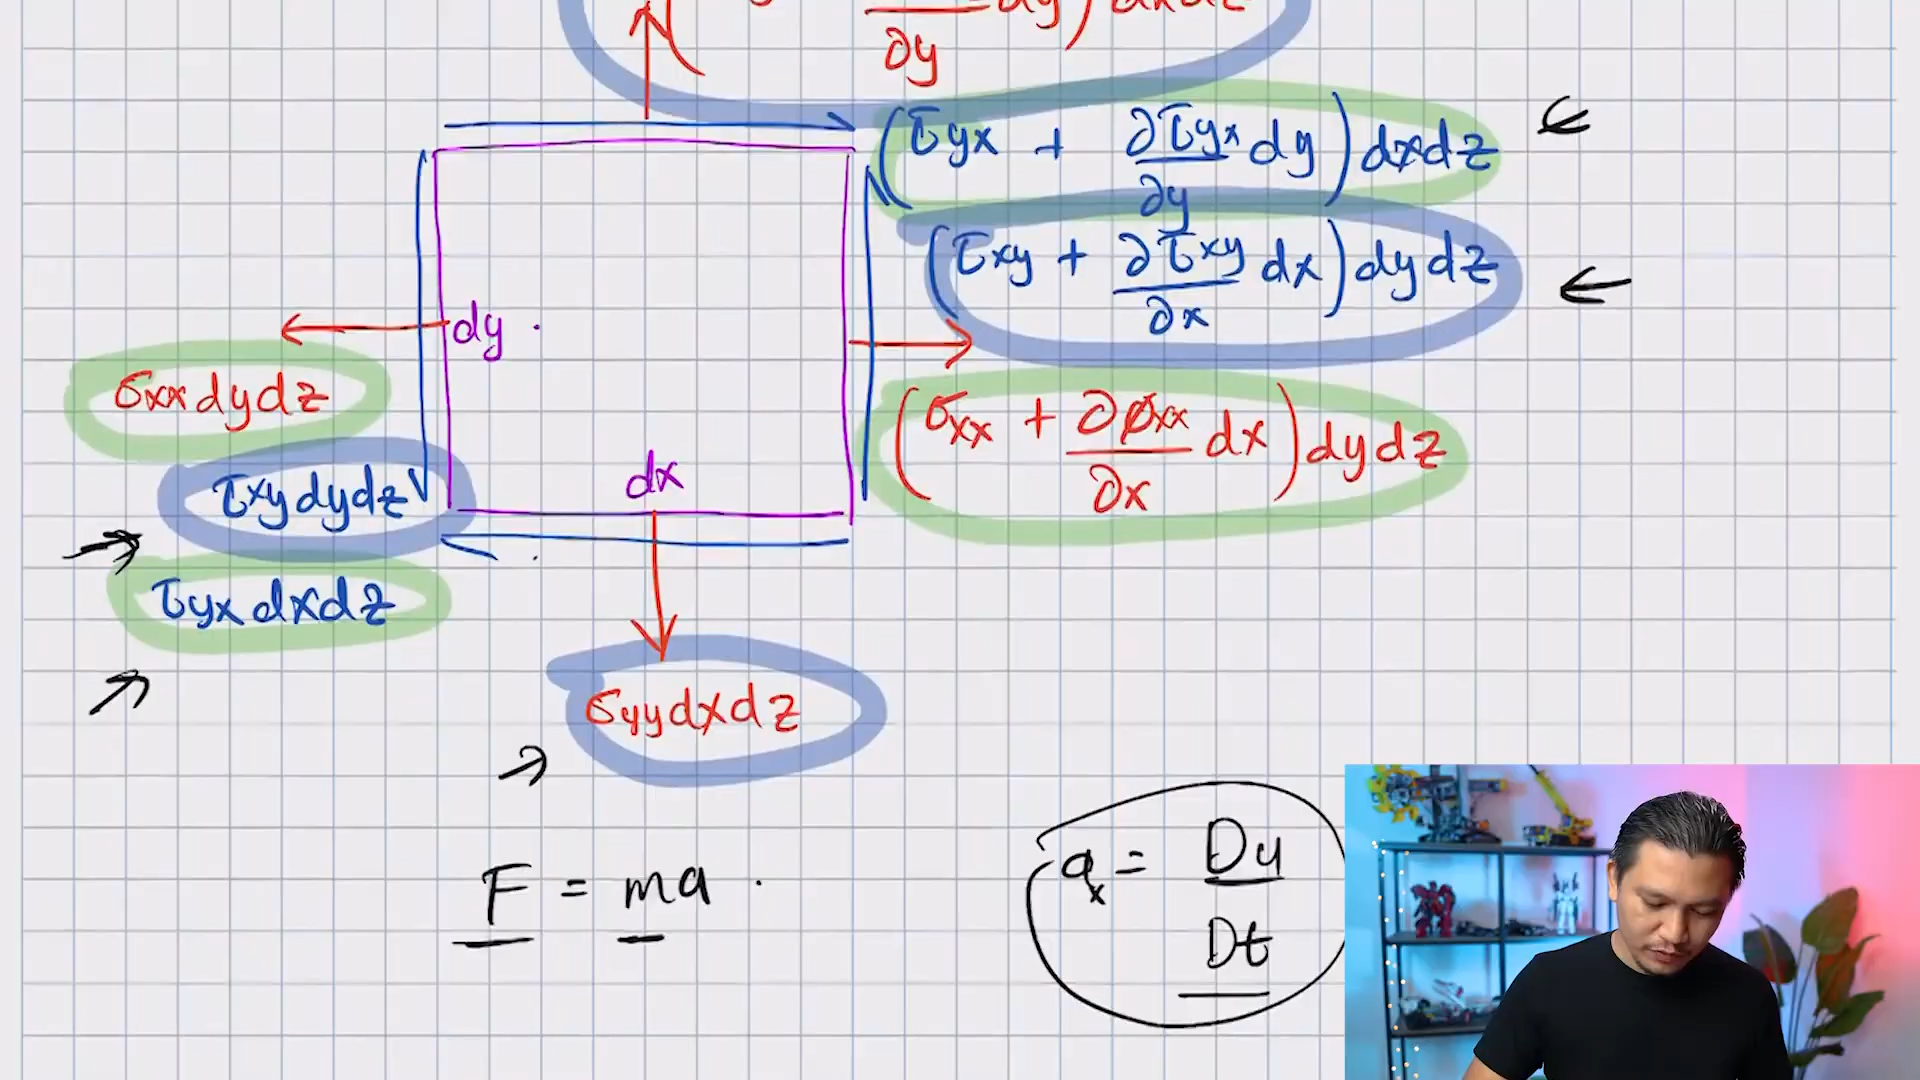 ∂y
(τyx + ∂τyx/∂y dy) dxdz
(τxy + ∂τxy/∂x dx) dydz
dy
σxx dydz
(σxx + ∂σxx/∂x dx) dydz
dx
τxy dydz
τyx dxdz
σyy dxdz
F = ma
ax = Du/Dt